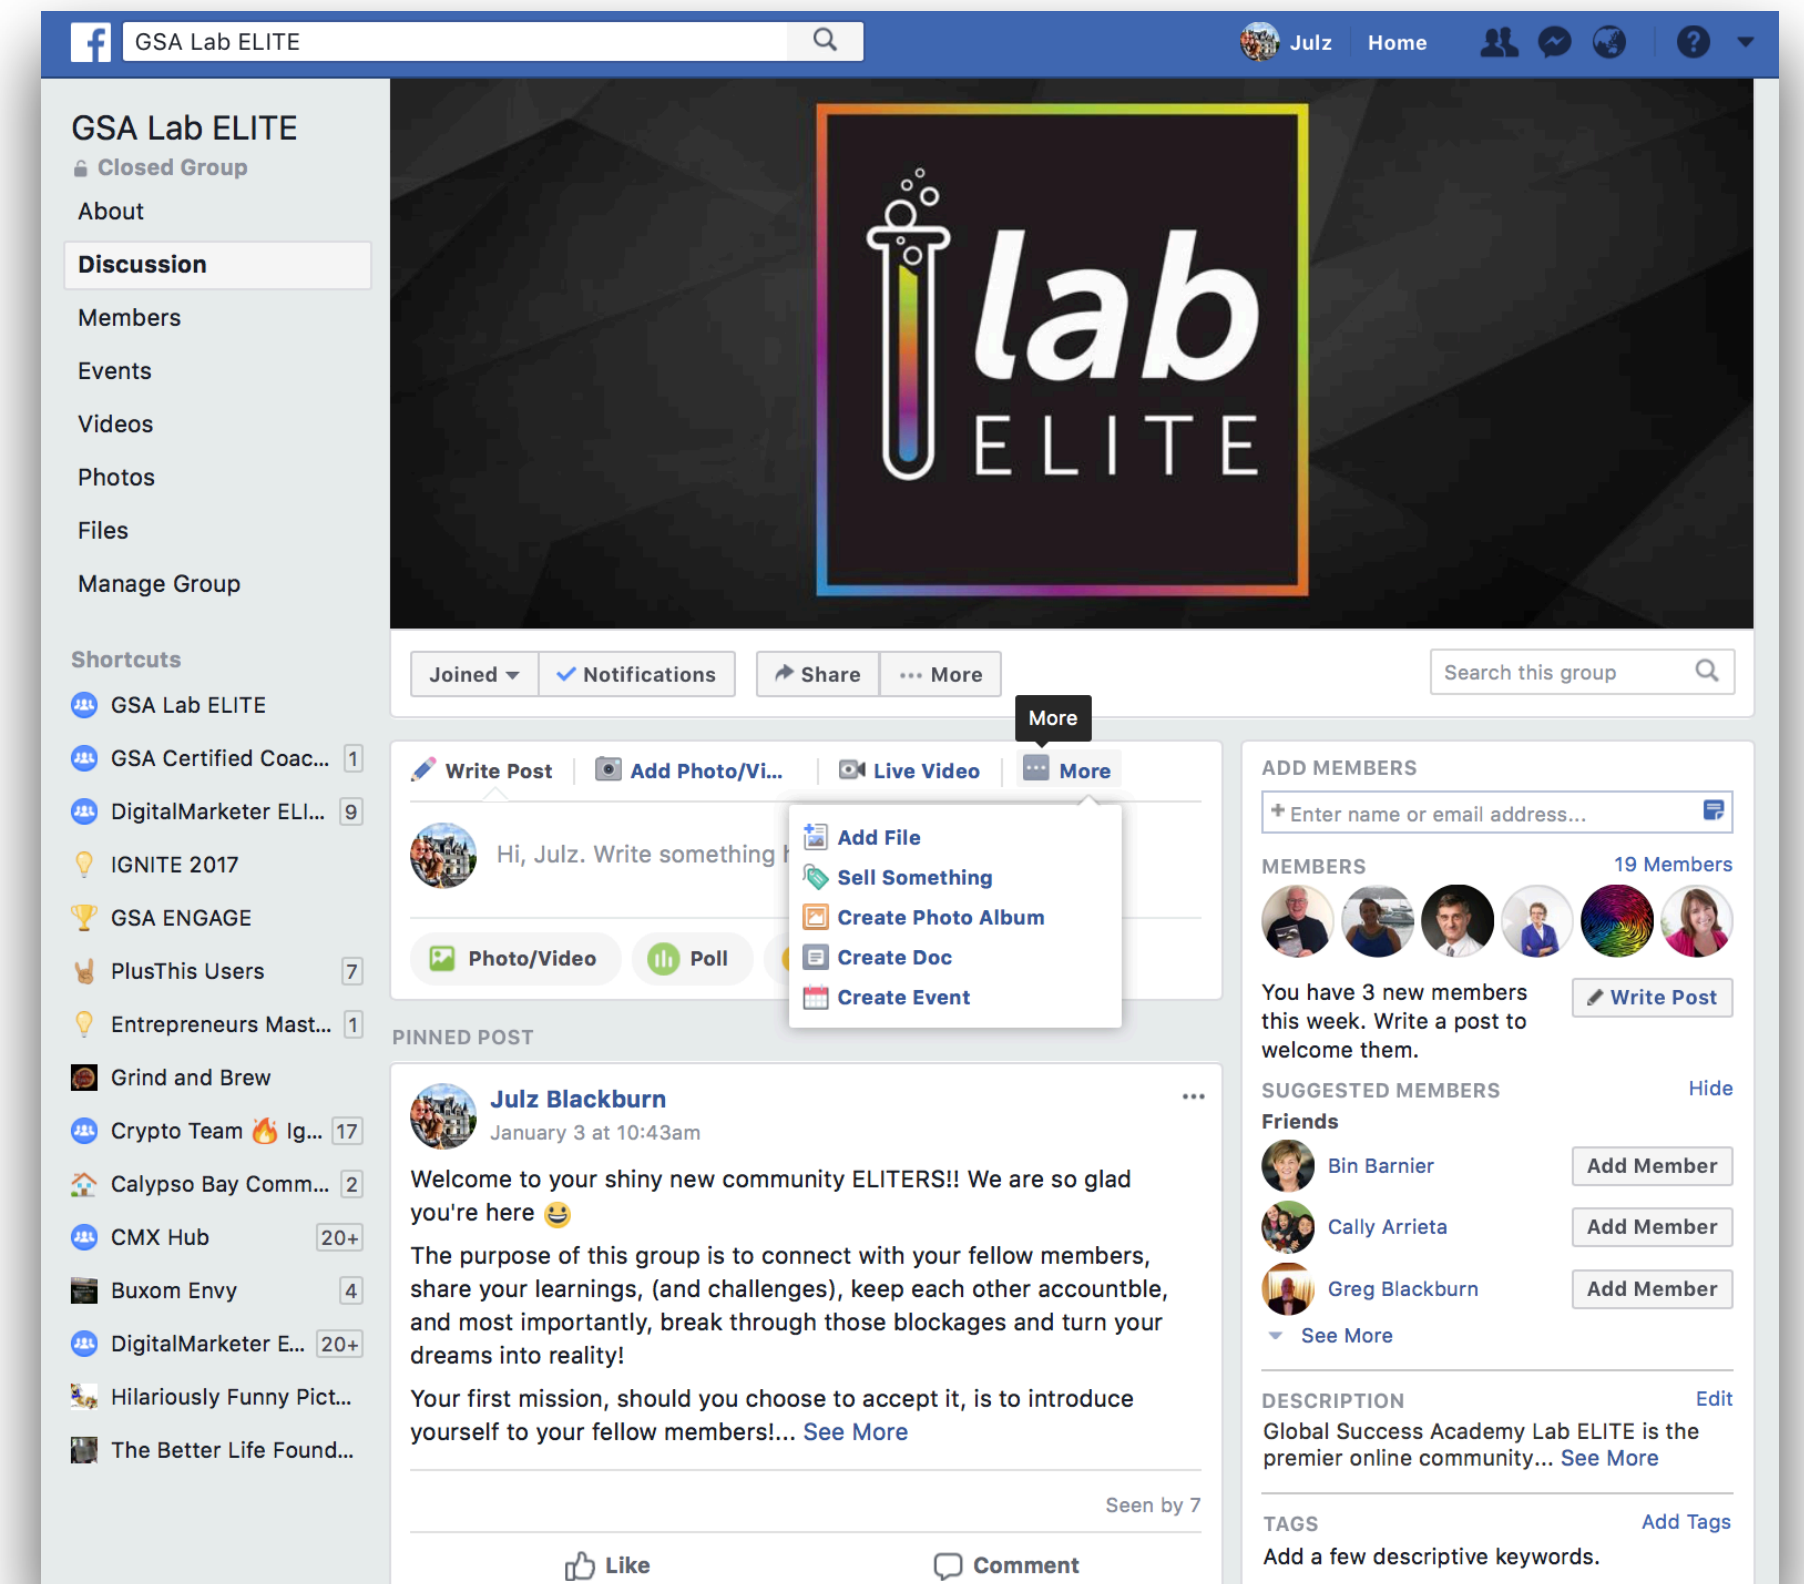 GSA Lab ELITE
Julz
Home
GSA Lab ELITE
Closed Group
About
Discussion
Members
Events
Videos
Photos
Files
Manage Group
Shortcuts
GSA Lab ELITE
GSA Certified Coac... 1
DigitalMarketer ELI... 9
IGNITE 2017
GSA ENGAGE
PlusThis Users 7
Entrepreneurs Mast... 1
Grind and Brew
Crypto Team 🔥 Ig... 17
Calypso Bay Comm... 2
CMX Hub 20+
Buxom Envy 4
DigitalMarketer E... 20+
Hilariously Funny Pict...
The Better Life Found...
lab
ELITE
Joined
Notifications
Share
More
Search this group
More
Write Post
Add Photo/Vi...
Live Video
More
Hi, Julz. Write something
Add File
Sell Something
Create Photo Album
Create Doc
Create Event
Photo/Video
Poll
PINNED POST
Julz Blackburn
January 3 at 10:43am
Welcome to your shiny new community ELITERS!! We are so glad
you're here 😀
The purpose of this group is to connect with your fellow members,
share your learnings, (and challenges), keep each other accountble,
and most importantly, break through those blockages and turn your
dreams into reality!
Your first mission, should you choose to accept it, is to introduce
yourself to your fellow members!... See More
Seen by 7
Like
Comment
ADD MEMBERS
+ Enter name or email address...
MEMBERS
19 Members
You have 3 new members
this week. Write a post to
welcome them.
Write Post
SUGGESTED MEMBERS
Hide
Friends
Bin Barnier
Add Member
Cally Arrieta
Add Member
Greg Blackburn
Add Member
See More
DESCRIPTION
Edit
Global Success Academy Lab ELITE is the
premier online community... See More
TAGS
Add Tags
Add a few descriptive keywords.